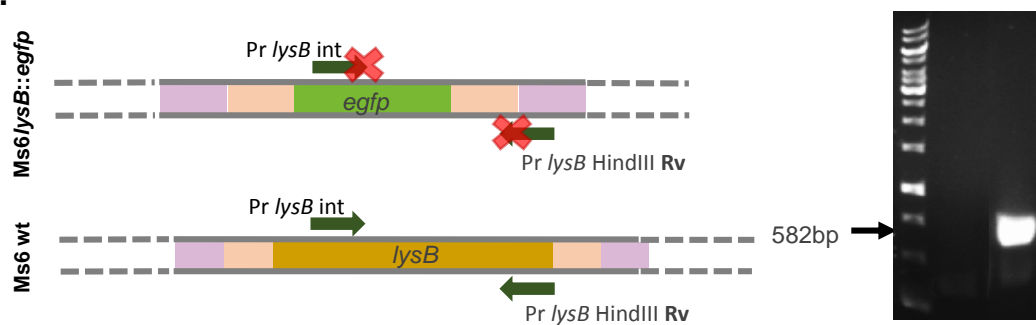 Pr lysB int
Ms6lysB::egfp
egfp
Pr lysB HindIII Rv
Pr lysB int
Ms6 wt
lysB
582bp
Pr lysB HindIII Rv